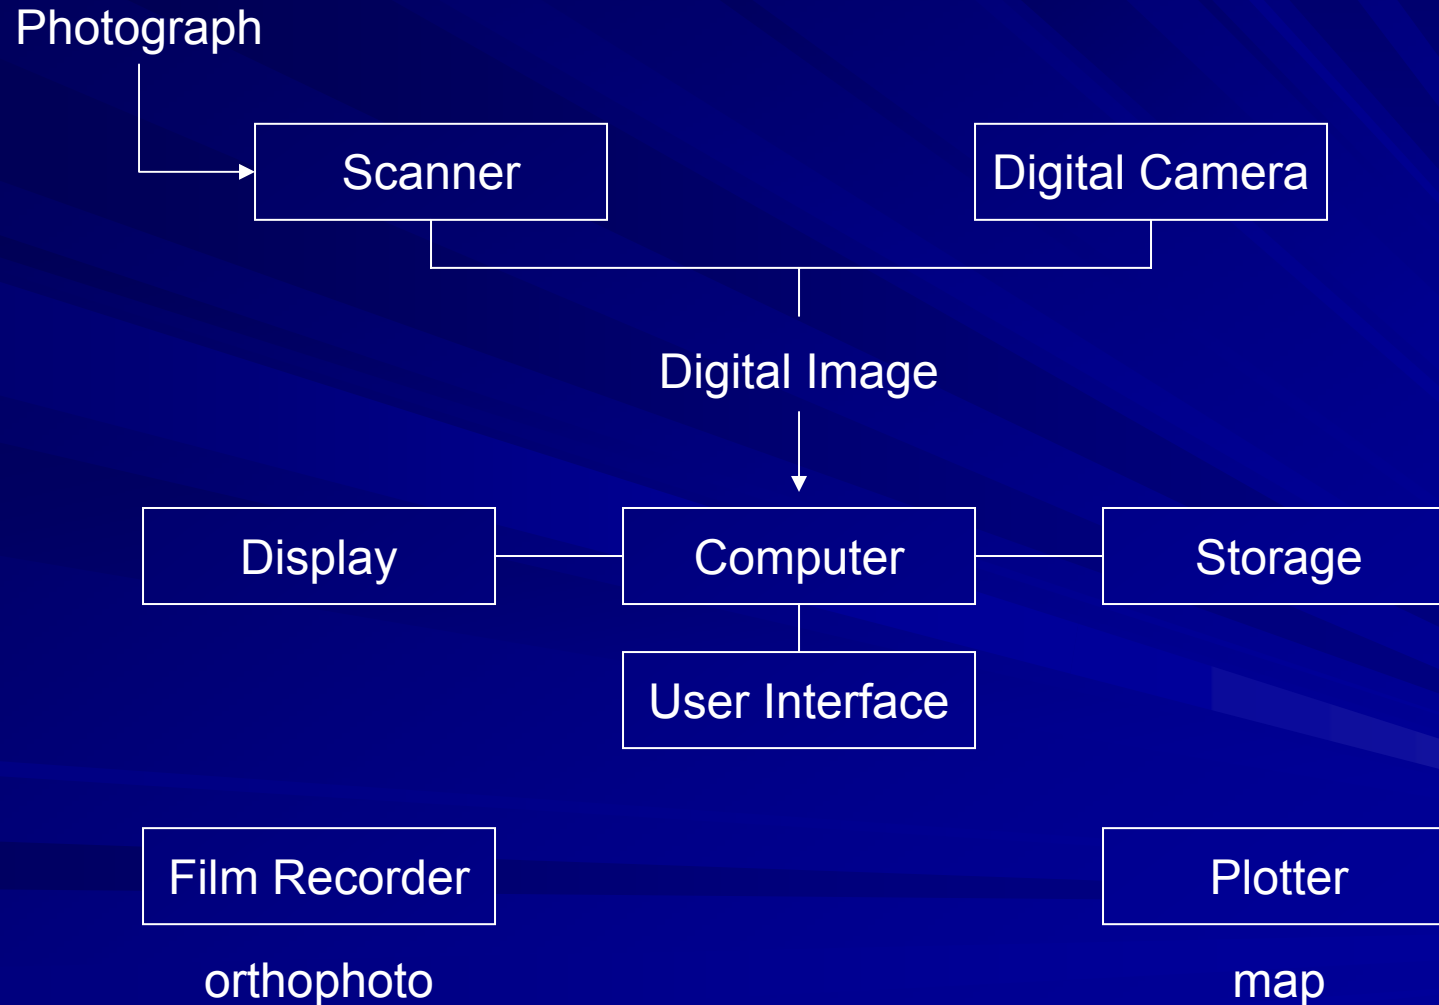 Photograph
Scanner
Digital Camera
Digital Image
Display
Computer
Storage
User Interface
Film Recorder
Plotter
orthophoto
map